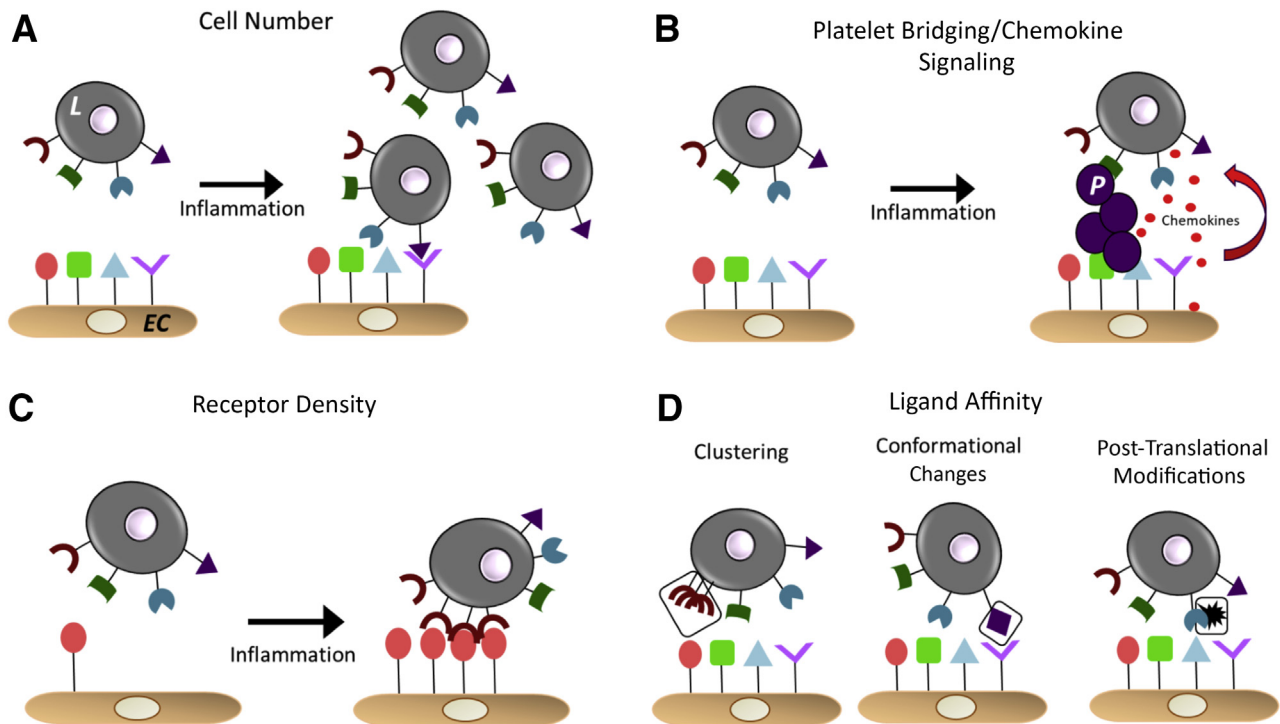 A
Cell Number
L
Inflammation
EC
B
Platelet Bridging/Chemokine
Signaling
Inflammation
P
Chemokines
C
Receptor Density
Inflammation
D
Ligand Affinity
Clustering
Conformational
Changes
Post-Translational
Modifications